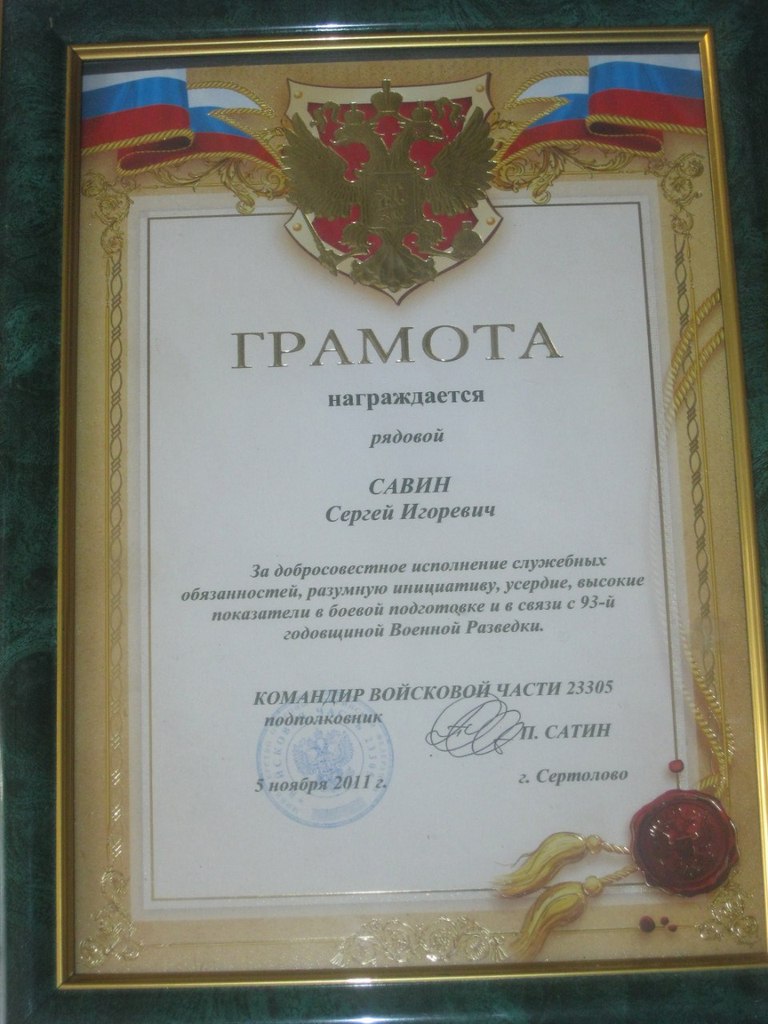 ГРАМОТА
награждается
рядовой
САВИН
Сергей Игоревич
За добросовестное исполнение служебных
обязанностей, разумную инициативу, усердие, высокие
показатели в боевой подготовке и в связи с 93-й
годовщиной Военной Разведки.
КОМАНДИР ВОЙСКОВОЙ ЧАСТИ 23305
подполковник П. САТИН
5 ноября 2011 г. г. Сертолово